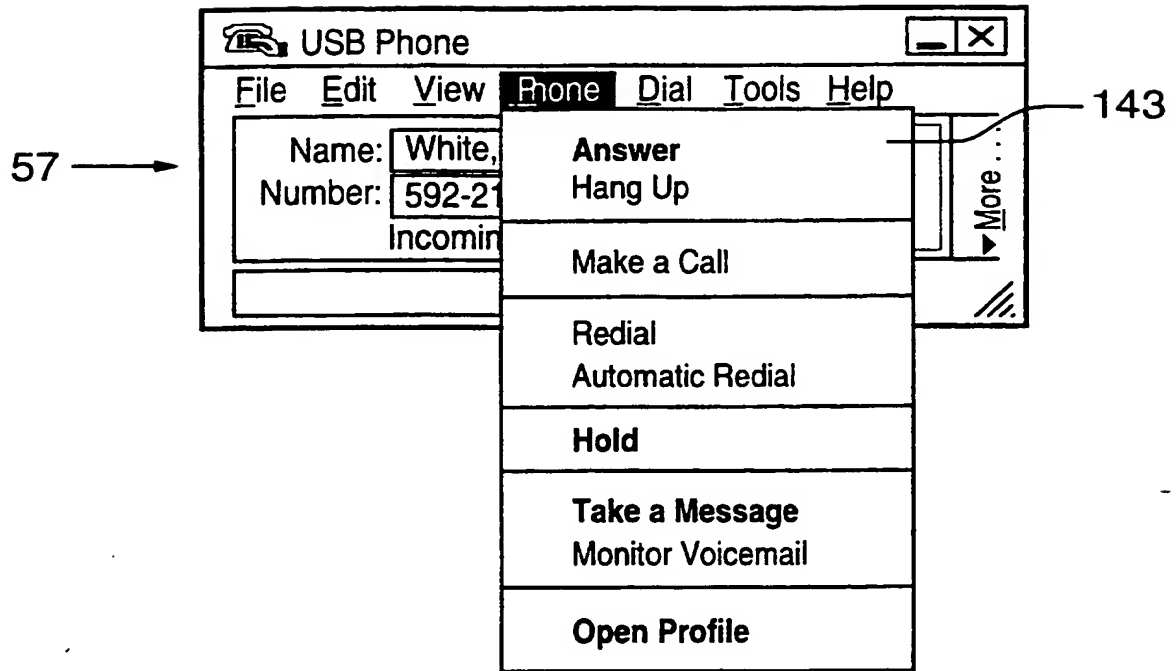 USB Phone
File Edit View Phone Dial Tools Help
143
57
Name: White,
Number: 592-21
Incomin
More...
Answer
Hang Up
Make a Call
Redial
Automatic Redial
Hold
Take a Message
Monitor Voicemail
Open Profile